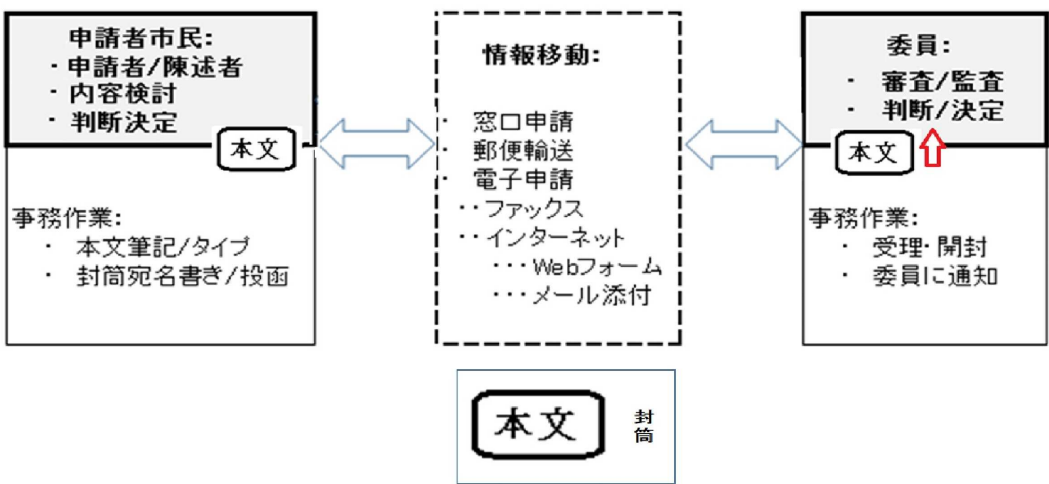 申請者市民:
・申請者/陳述者
・内容検討
・判断決定
本文
事務作業:
・ 本文筆記/タイプ
・ 封筒宛名書き/投函
情報移動:
・ 窓口申請
・ 郵便輸送
・ 電子申請
・・ファックス
・・インターネット
・・・Webフォーム
・・・メール添付
委員:
・ 審査/監査
・ 判断/決定
本文
事務作業:
・ 受理・開封
・ 委員に通知
本文
封筒